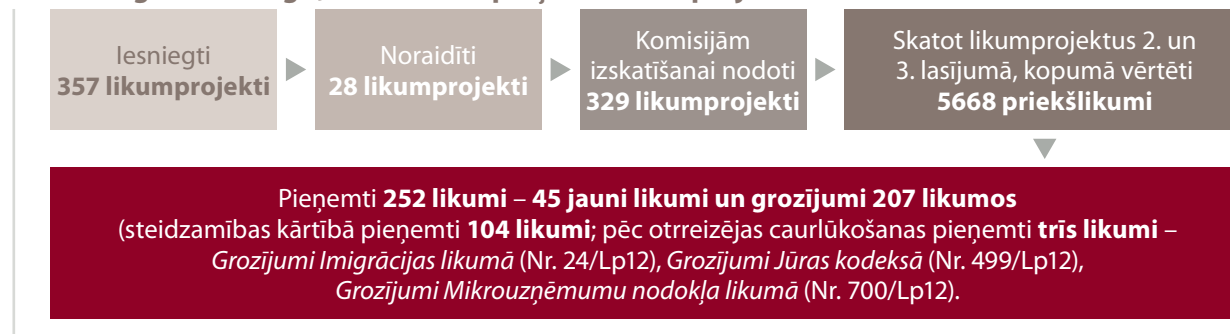 Iesniegti
357 likumprojekti
Noraidīti
28 likumprojekti
Komisijām
izskatīšanai nodoti
329 likumprojekti
Skatot likumprojektus 2. un
3. lasījumā, kopumā vērtēti
5668 priekšlikumi
Pieņemti 252 likumi – 45 jauni likumi un grozījumi 207 likumos
(steidzamības kārtībā pieņemti 104 likumi; pēc otrreizējas caurlūkošanas pieņemti trīs likumi –
Grozījumi Imigrācijas likumā (Nr. 24/Lp12), Grozījumi Jūras kodeksā (Nr. 499/Lp12),
Grozījumi Mikrouzņēmumu nodokļa likumā (Nr. 700/Lp12).